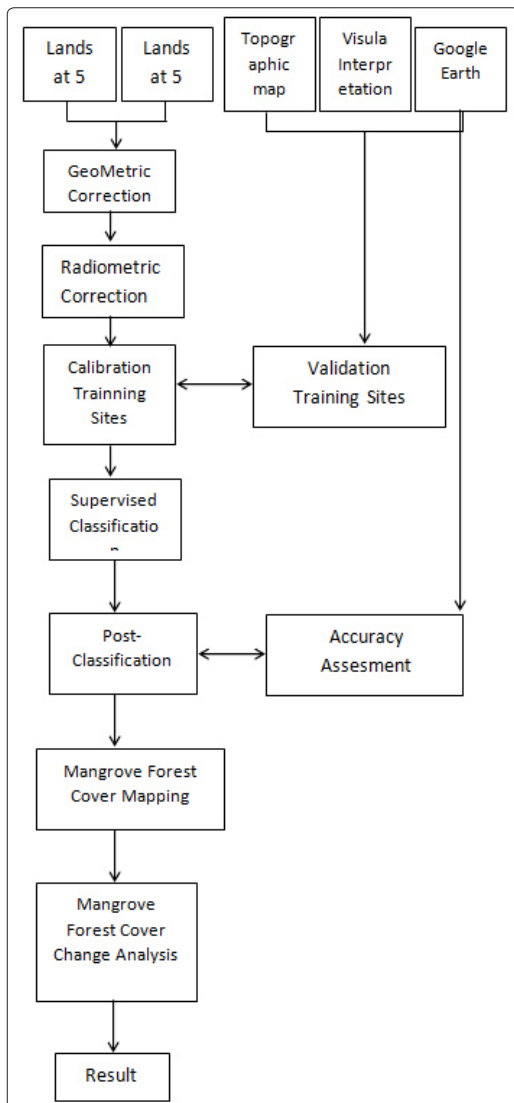 Lands
at 5
Lands
at 5
Topogr
aphic
map
Visula
Interpr
etation
Google
Earth
GeoMetric
Correction
Radiometric
Correction
Calibration
Trainning
Sites
Validation
Training Sites
Supervised
Classificatio
n
Post-
Classification
Accuracy
Assesment
Mangrove Forest
Cover Mapping
Mangrove
Forest Cover
Change Analysis
Result